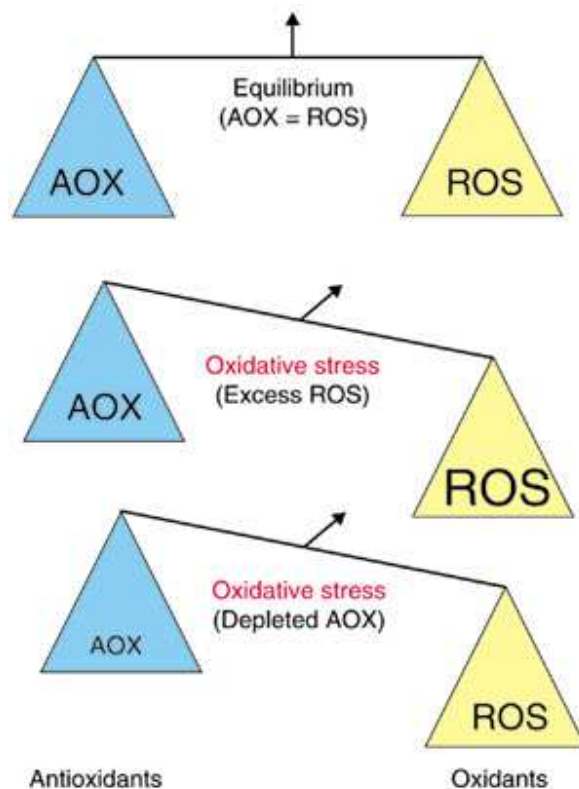 Equilibrium
(AOX = ROS)
AOX
ROS
Oxidative stress
(Excess ROS)
AOX
ROS
Oxidative stress
(Depleted AOX)
AOX
ROS
Antioxidants
Oxidants